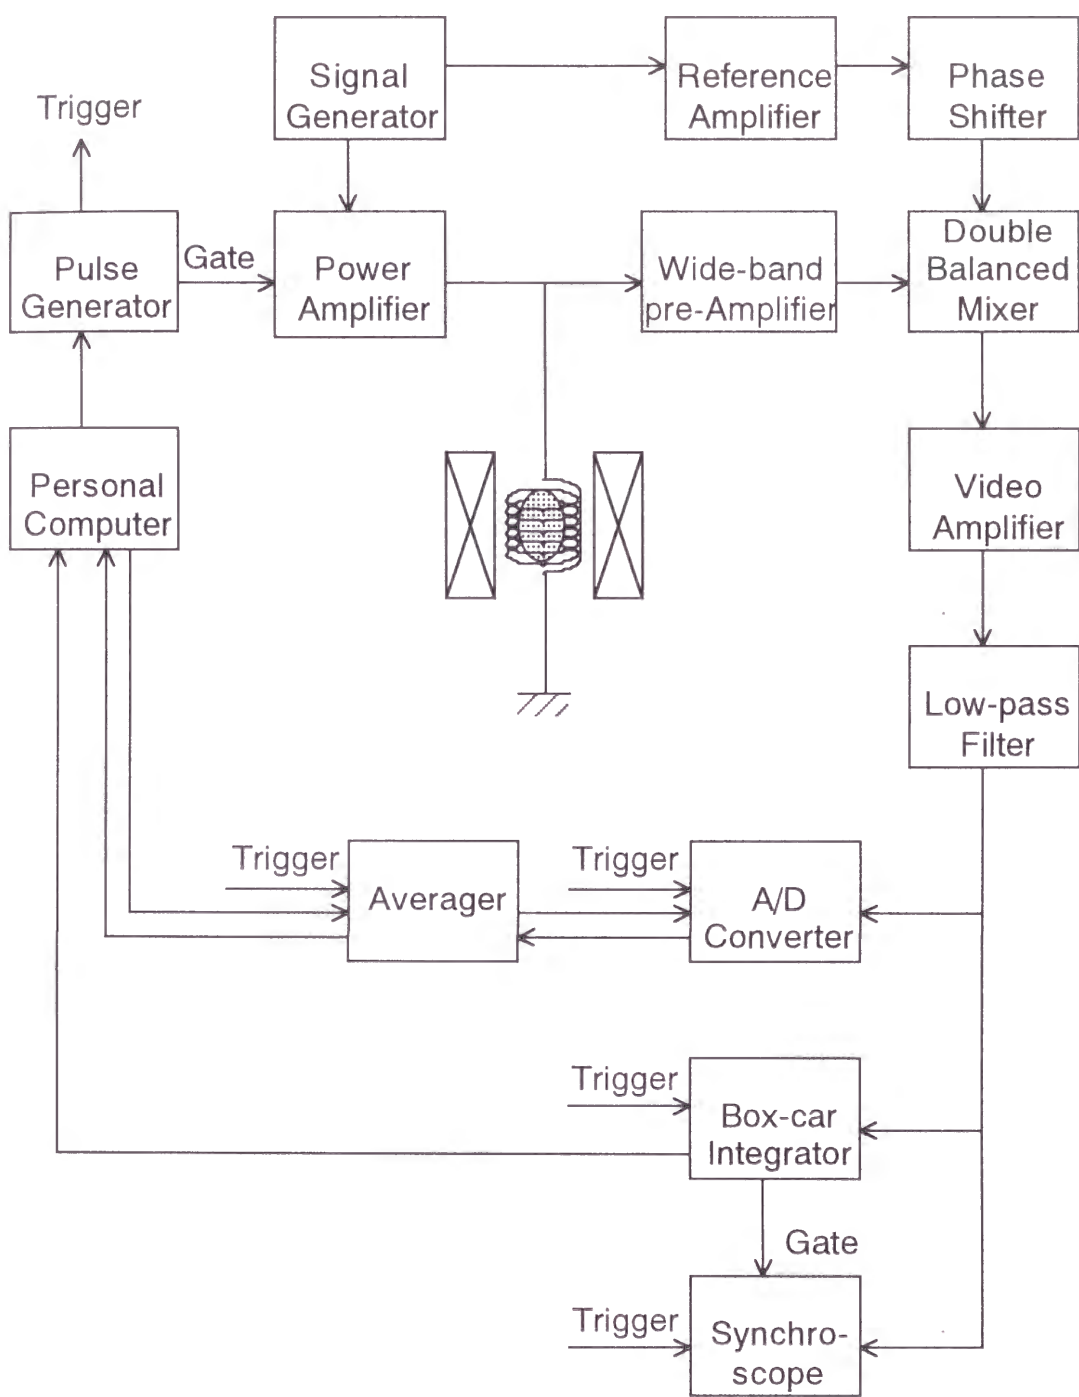 Signal
Generator
Reference
Amplifier
Phase
Shifter
Trigger
Pulse
Generator
Gate
Power
Amplifier
Wide-band
pre-Amplifier
Double
Balanced
Mixer
Personal
Computer
Video
Amplifier
Low-pass
Filter
Trigger
Averager
Trigger
A/D
Converter
Trigger
Box-car
Integrator
Gate
Trigger
Synchro-
scope